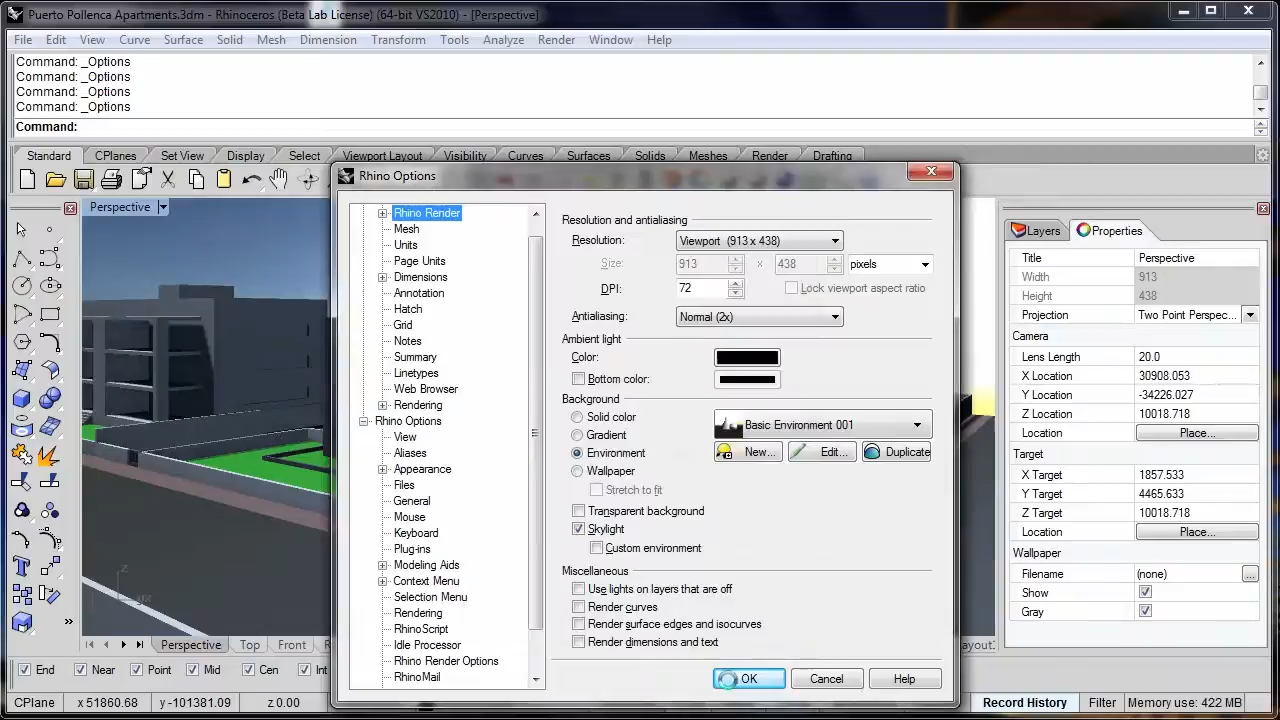 Puerto Pollenca Apartments.3dm - Rhinoceros (Beta Lab License) (64-bit VS2010) - [Perspective]
File Edit View Curve Surface Solid Mesh Dimension Transform Tools Analyze Render Window Help
Command: _Options
Command: _Options
Command: _Options
Command: _Options
Command:
Standard CPlanes Set View Display Select Viewport Layout Visibility Curves Surfaces Solids Meshes Render Drafting
Rhino Options
Perspective
Rhino Render
Mesh
Units
Page Units
Dimensions
Annotation
Hatch
Grid
Notes
Summary
Linetypes
Web Browser
Rendering
Rhino Options
View
Aliases
Appearance
Files
General
Mouse
Keyboard
Plug-ins
Modeling Aids
Context Menu
Selection Menu
Rendering
RhinoScript
Idle Processor
Rhino Render Options
RhinoMail
Resolution and antialiasing
Resolution: Viewport (913 x 438)
Size: 913 x 438 pixels
DPI: 72 Lock viewport aspect ratio
Antialiasing: Normal (2x)
Ambient light
Color:
Bottom color:
Background
Solid color
Basic Environment 001
Gradient
Environment
New... Edit... Duplicate
Wallpaper
Stretch to fit
Transparent background
Skylight
Custom environment
Miscellaneous
Use lights on layers that are off
Render curves
Render surface edges and isocurves
Render dimensions and text
OK Cancel Help
Layers Properties
Title Perspective
Width 913
Height 438
Projection Two Point Perspec...
Camera
Lens Length 20.0
X Location 30908.053
Y Location -34226.027
Z Location 10018.718
Location Place...
Target
X Target 1857.533
Y Target 4465.633
Z Target 10018.718
Location Place...
Wallpaper
Filename (none) ...
Show
Gray
z
Perspective Top Front ayout:
End Near Point Mid Cen Int
CPlane x 51860.68 y -101381.09 z 0.00 Record History Filter Memory use: 422 MB